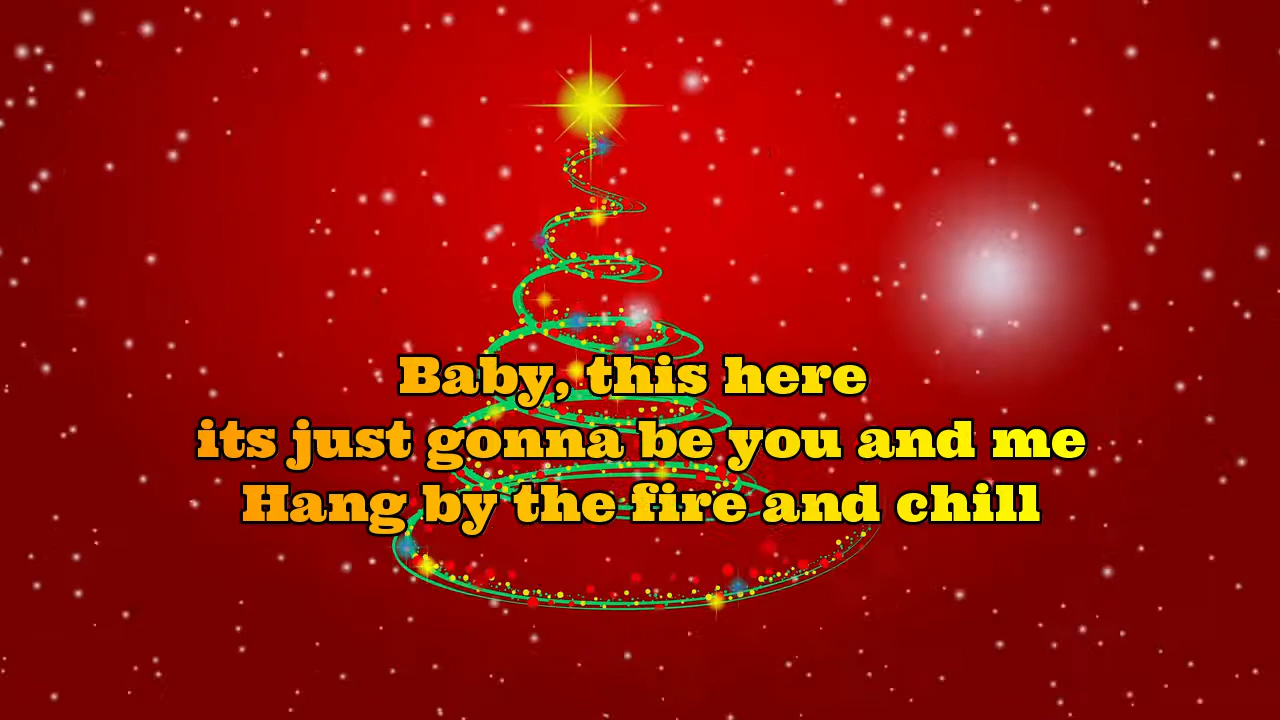 Baby, this here
its just gonna be you and me
Hang by the fire and chill